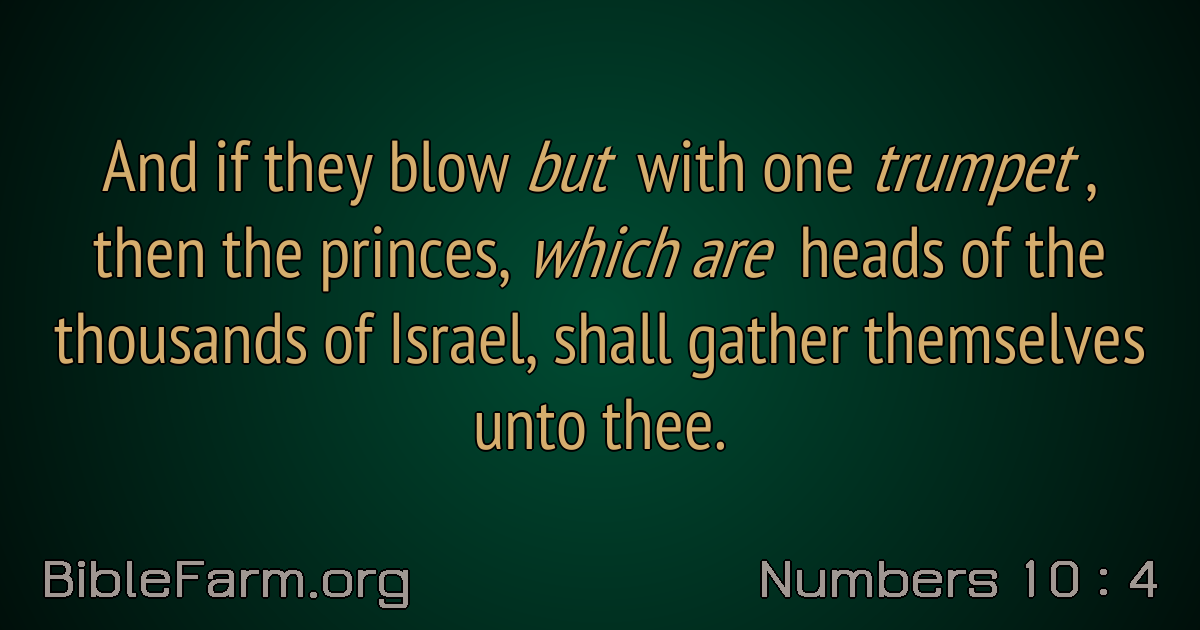 And if they blow but with one trumpet ,
then the princes, which are heads of the
thousands of Israel, shall gather themselves
unto thee.
BibleFarm.org
Numbers 10 : 4